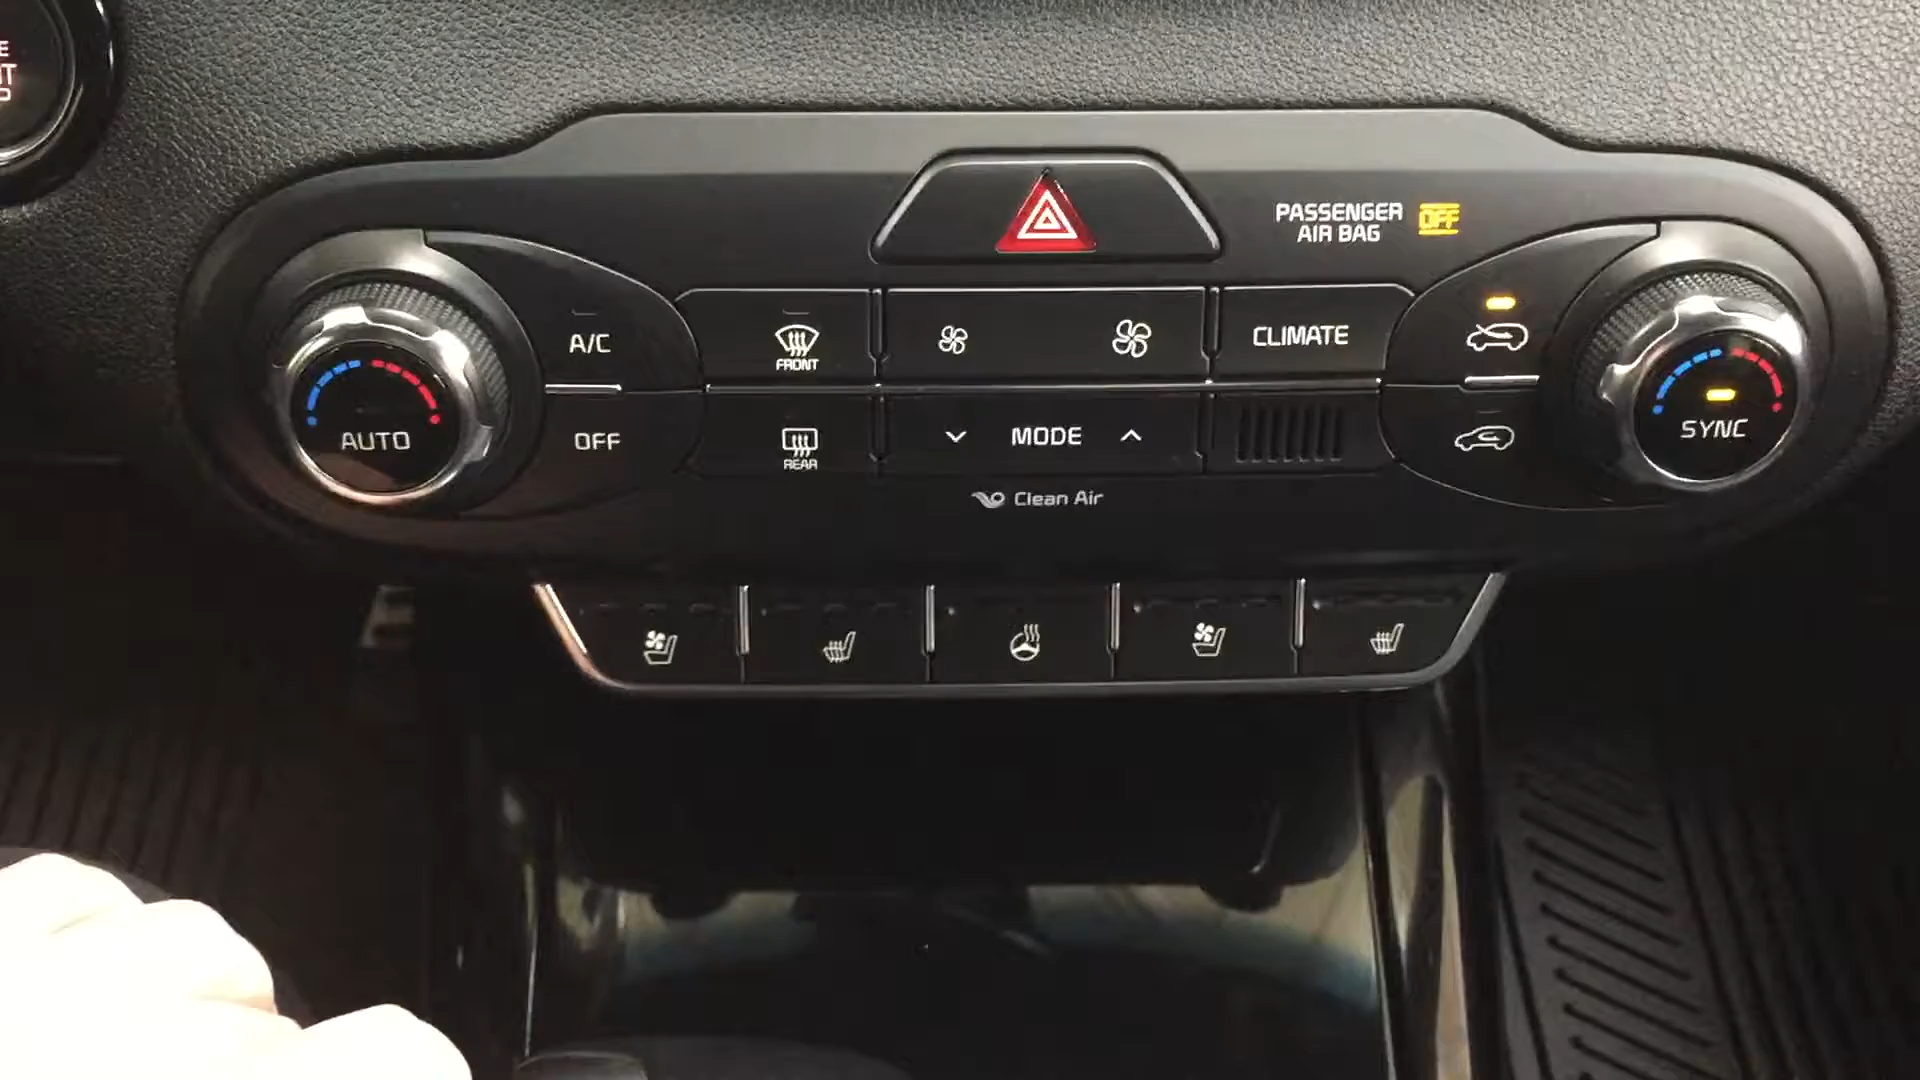 PASSENGER
AIR BAG OFF
A/C
FRONT
CLIMATE
AUTO
OFF
REAR
MODE
SYNC
Clean Air